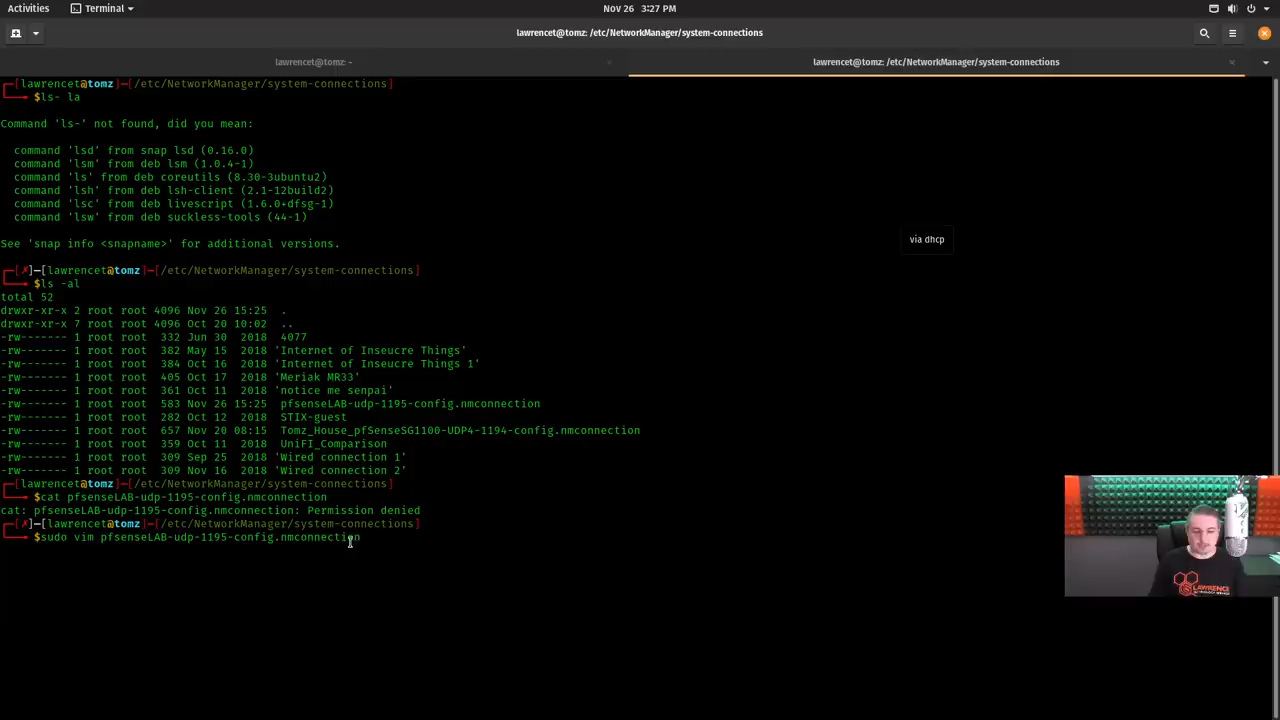 Activities
Terminal
Nov 26 3:27 PM
lawrencet@tomz: /etc/NetworkManager/system-connections
lawrencet@tomz: ~
lawrencet@tomz: /etc/NetworkManager/system-connections
[lawrencet@tomz]─[/etc/NetworkManager/system-connections]
$ls- la
Command 'ls-' not found, did you mean:
command 'lsd' from snap lsd (0.16.0)
command 'lsm' from deb lsm (1.0.4-1)
command 'ls' from deb coreutils (8.30-3ubuntu2)
command 'lsh' from deb lsh-client (2.1-12build2)
command 'lsc' from deb livescript (1.6.0+dfsg-1)
command 'lsw' from deb suckless-tools (44-1)
See 'snap info <snapname>' for additional versions.
via dhcp
[✗]─[lawrencet@tomz]─[/etc/NetworkManager/system-connections]
$ls -al
total 52
drwxr-xr-x 2 root root 4096 Nov 26 15:25 .
drwxr-xr-x 7 root root 4096 Oct 20 10:02 ..
-rw------- 1 root root 332 Jun 30 2018 4077
-rw------- 1 root root 382 May 15 2018 'Internet of Inseucre Things'
-rw------- 1 root root 384 Oct 16 2018 'Internet of Inseucre Things 1'
-rw------- 1 root root 405 Oct 17 2018 'Meriak MR33'
-rw------- 1 root root 361 Oct 11 2018 'notice me senpai'
-rw------- 1 root root 583 Nov 26 15:25 pfsenseLAB-udp-1195-config.nmconnection
-rw------- 1 root root 282 Oct 12 2018 STIX-guest
-rw------- 1 root root 657 Nov 20 08:15 Tomz_House_pfSenseSG1100-UDP4-1194-config.nmconnection
-rw------- 1 root root 359 Oct 11 2018 UniFI_Comparison
-rw------- 1 root root 309 Sep 25 2018 'Wired connection 1'
-rw------- 1 root root 309 Nov 16 2018 'Wired connection 2'
[lawrencet@tomz]─[/etc/NetworkManager/system-connections]
$cat pfsenseLAB-udp-1195-config.nmconnection
cat: pfsenseLAB-udp-1195-config.nmconnection: Permission denied
[✗]─[lawrencet@tomz]─[/etc/NetworkManager/system-connections]
$sudo vim pfsenseLAB-udp-1195-config.nmconnection
LAWRENCE